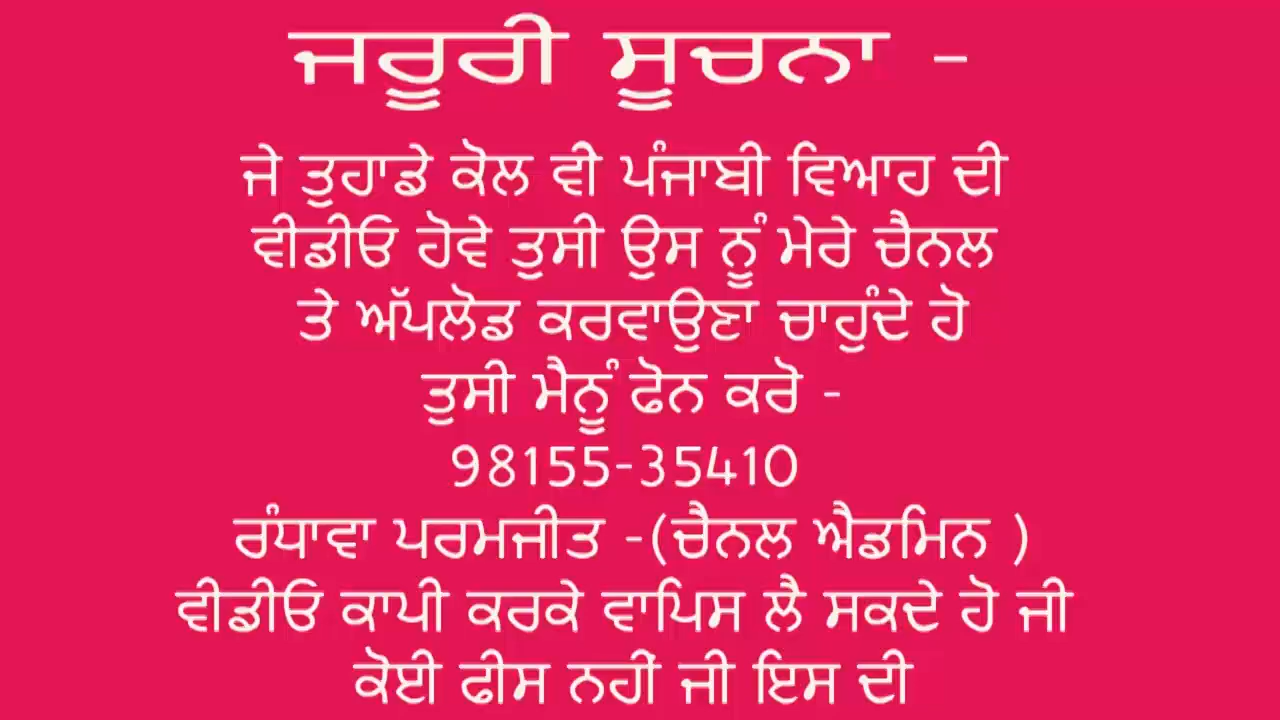 ਜਰੂਰੀ ਸੂਚਨਾ -
ਜੇ ਤੁਹਾਡੇ ਕੋਲ ਵੀ ਪੰਜਾਬੀ ਵਿਆਹ ਦੀ
ਵੀਡੀਓ ਹੋਵੇ ਤੁਸੀ ਉਸ ਨੂੰ ਮੇਰੇ ਚੈਨਲ
ਤੇ ਅੱਪਲੋਡ ਕਰਵਾਉਣਾ ਚਾਹੁੰਦੇ ਹੋ
ਤੁਸੀ ਮੈਨੂੰ ਫੋਨ ਕਰੋ -
98155-35410
ਰੰਧਾਵਾ ਪਰਮਜੀਤ -(ਚੈਨਲ ਐਡਮਿਨ )
ਵੀਡੀਓ ਕਾਪੀ ਕਰਕੇ ਵਾਪਿਸ ਲੈ ਸਕਦੇ ਹੋ ਜੀ
ਕੋਈ ਫੀਸ ਨਹੀਂ ਜੀ ਇਸ ਦੀ